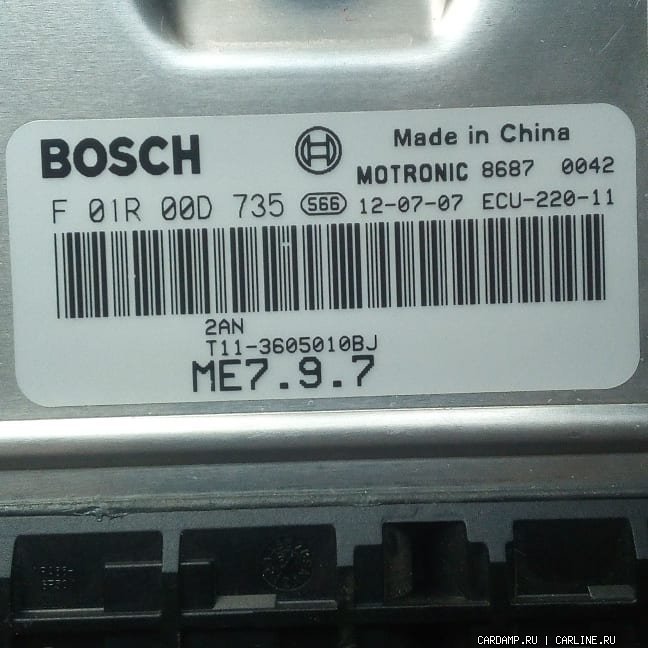 BOSCH
Made in China
MOTRONIC 8687 0042
F 01R 00D 735 566 12-07-07 ECU-220-11
2AN
T11-3605010BJ
ME7.9.7
CARDAMP.RU | CARLINE.RU